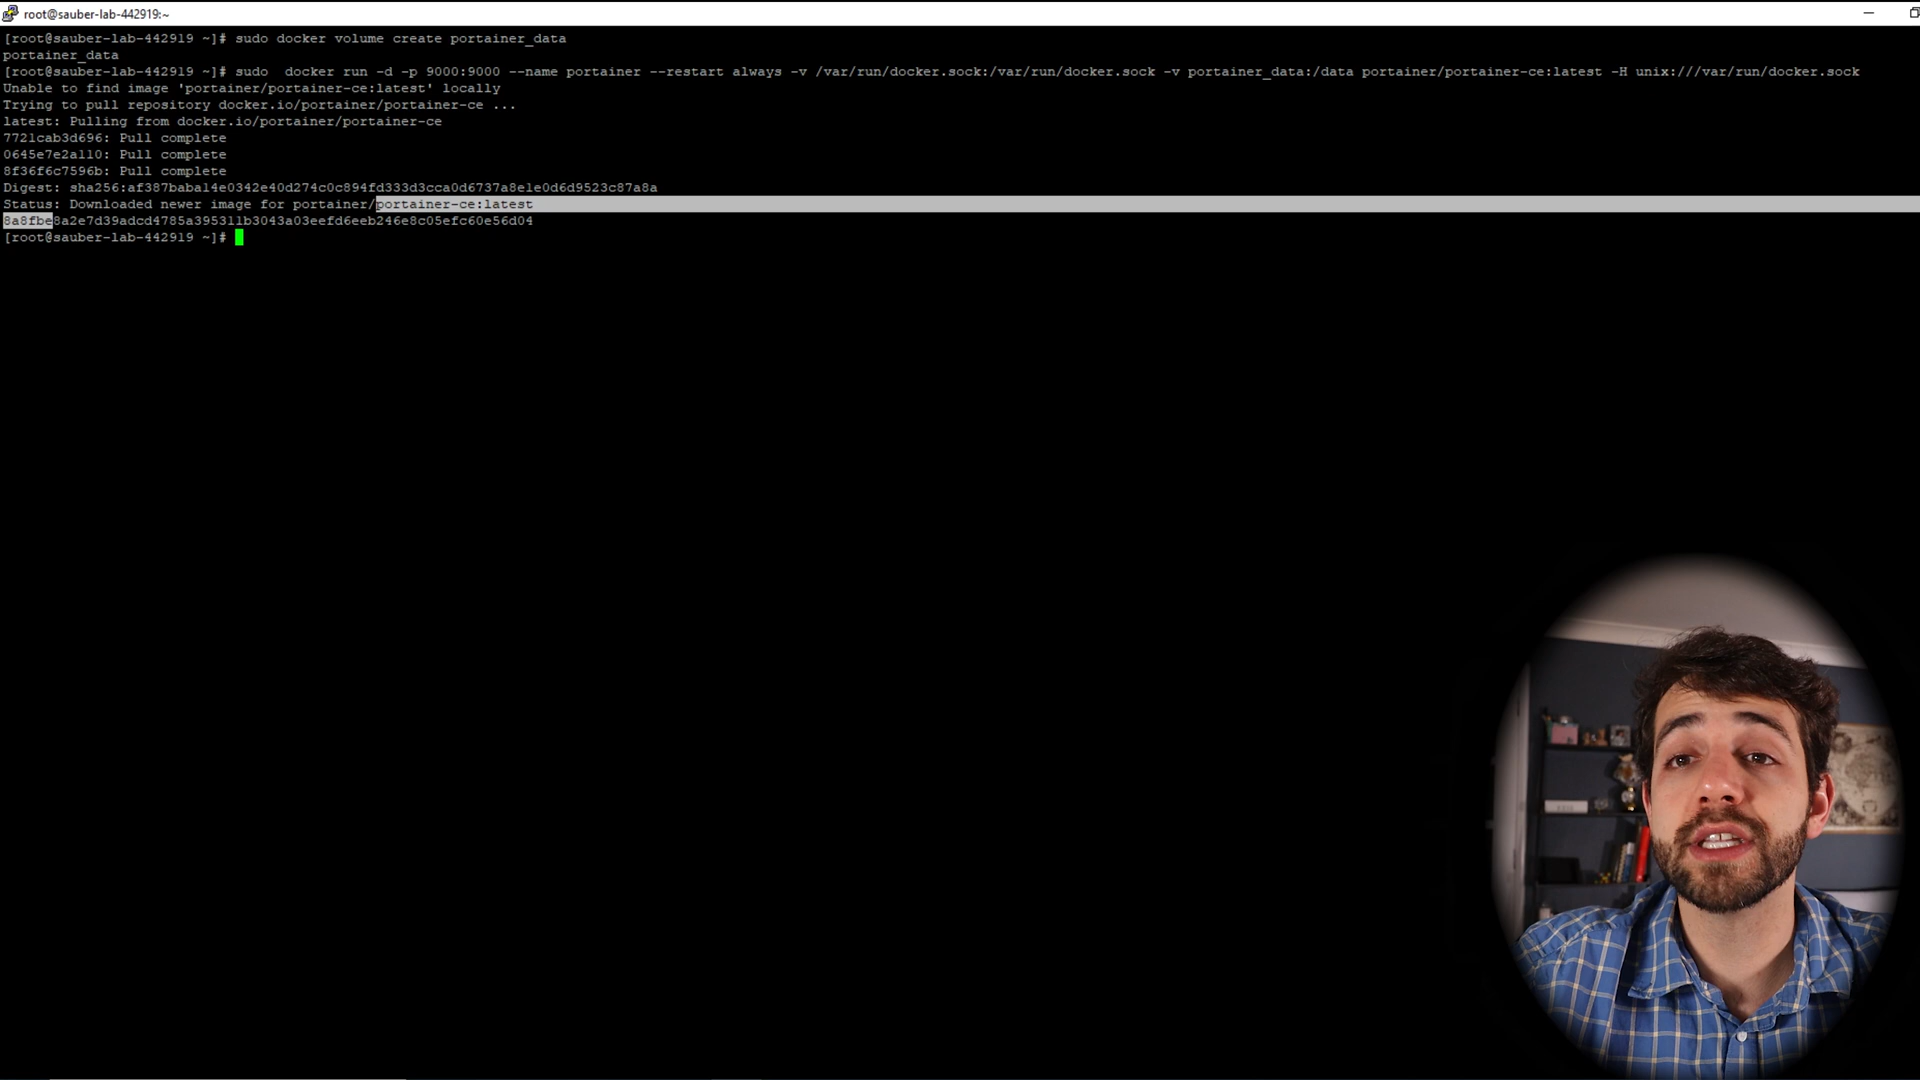 root@sauber-lab-442919:~
[root@sauber-lab-442919 ~]# sudo docker volume create portainer_data
portainer_data
[root@sauber-lab-442919 ~]# sudo  docker run -d -p 9000:9000 --name portainer --restart always -v /var/run/docker.sock:/var/run/docker.sock -v portainer_data:/data portainer/portainer-ce:latest -H unix:///var/run/docker.sock
Unable to find image 'portainer/portainer-ce:latest' locally
Trying to pull repository docker.io/portainer/portainer-ce ...
latest: Pulling from docker.io/portainer/portainer-ce
7721cab3d696: Pull complete
0645e7e2a110: Pull complete
8f36f6c7596b: Pull complete
Digest: sha256:af387baba14e0342e40d274c0c894fd333d3cca0d6737a8e1e0d6d9523c87a8a
Status: Downloaded newer image for portainer/portainer-ce:latest
8a8fbe8a2e7d39adcd4785a395311b3043a03eefd6eeb246e8c05efc60e56d04
[root@sauber-lab-442919 ~]#